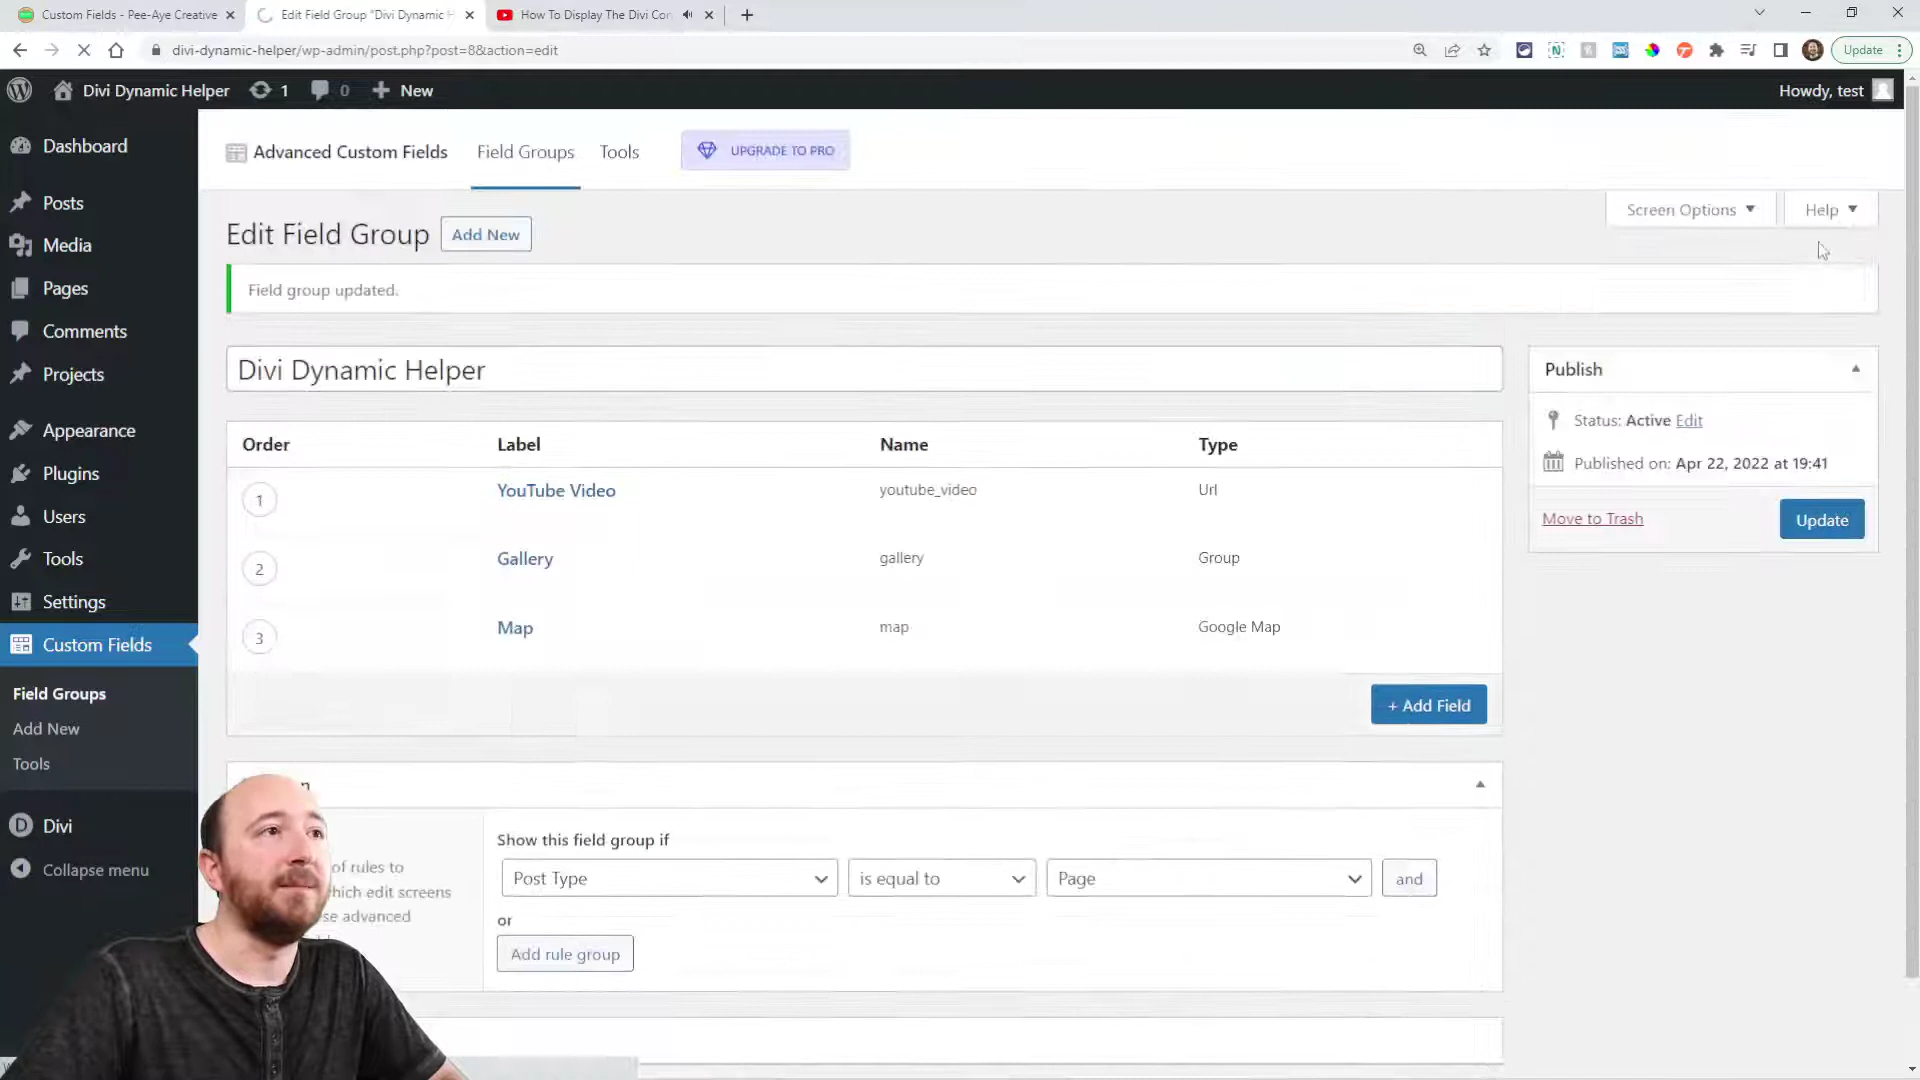 Custom Fields - Pee-Aye Creative
Edit Field Group "Divi Dynamic H
How To Display The Divi Co
divi-dynamic-helper/wp-admin/post.php?post=8&action=edit
Update
Divi Dynamic Helper
1
0
New
Howdy, test
Dashboard
Posts
Media
Pages
Comments
Projects
Appearance
Plugins
Users
Tools
Settings
Custom Fields
Field Groups
Add New
Tools
Divi
Collapse menu
Advanced Custom Fields
Field Groups
Tools
UPGRADE TO PRO
Screen Options
Help
Edit Field Group
Add New
Field group updated.
Divi Dynamic Helper
Order
Label
Name
Type
1
YouTube Video
youtube_video
Url
2
Gallery
gallery
Group
3
Map
map
Google Map
+ Add Field
Publish
Status: Active Edit
Published on: Apr 22, 2022 at 19:41
Move to Trash
Update
of rules to
which edit screens
se advanced
Show this field group if
Post Type
is equal to
Page
and
or
Add rule group